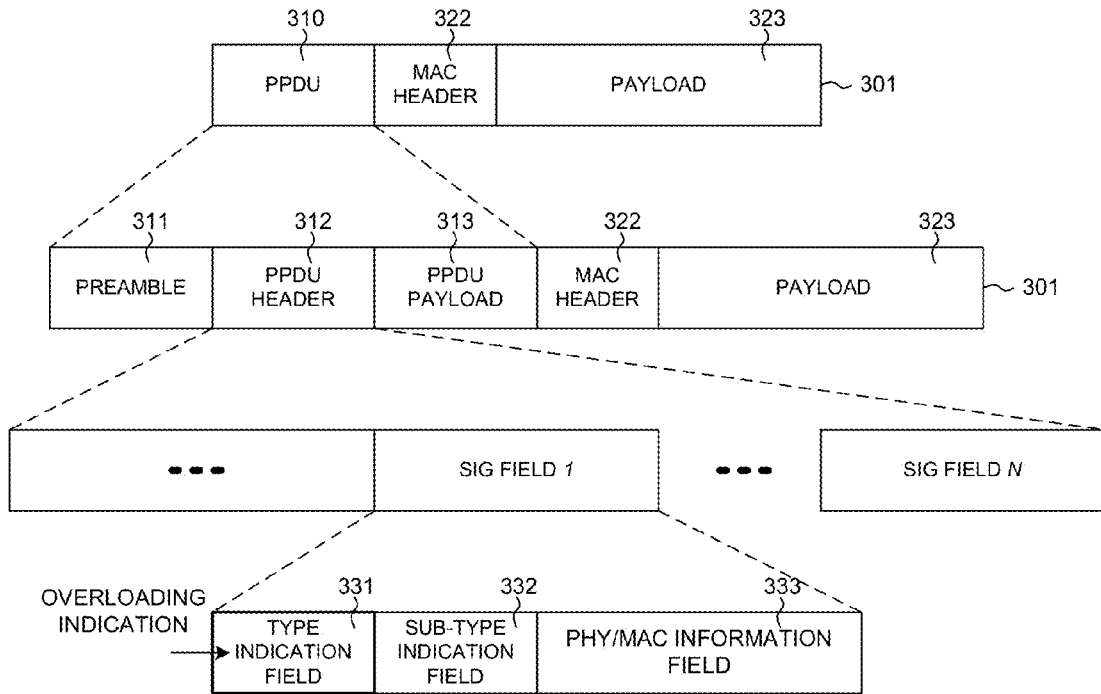 310
322
323
PPDU
MAC
HEADER
PAYLOAD
301
311
312
313
322
323
PREAMBLE
PPDU
HEADER
PPDU
PAYLOAD
MAC
HEADER
PAYLOAD
301
SIG FIELD 1
SIG FIELD N
OVERLOADING
INDICATION
331
332
333
TYPE
INDICATION
FIELD
SUB-TYPE
INDICATION
FIELD
PHY/MAC INFORMATION
FIELD